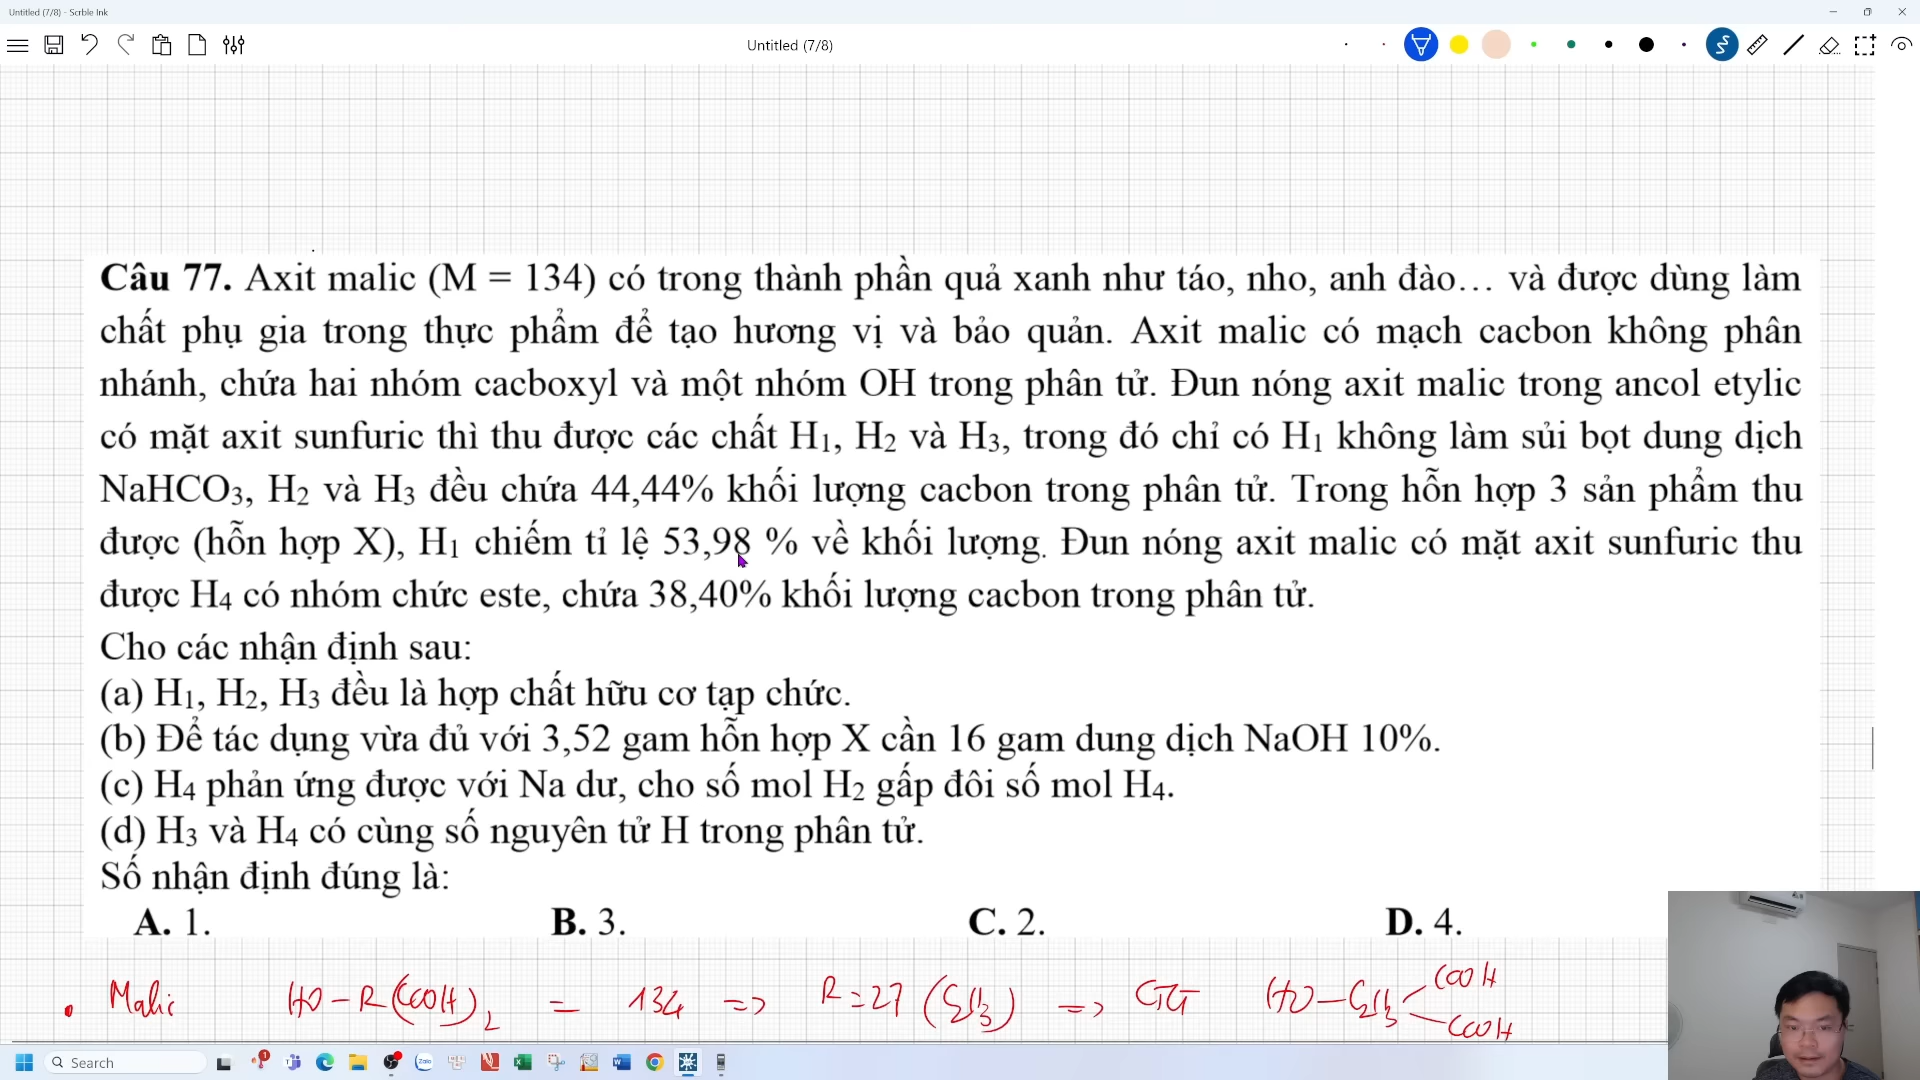 Untitled (7/8) - Scrble Ink
Untitled (7/8)
Câu 77. Axit malic (M = 134) có trong thành phần quả xanh như táo, nho, anh đào... và được dùng làm
chất phụ gia trong thực phẩm để tạo hương vị và bảo quản. Axit malic có mạch cacbon không phân
nhánh, chứa hai nhóm cacboxyl và một nhóm OH trong phân tử. Đun nóng axit malic trong ancol etylic
có mặt axit sunfuric thì thu được các chất H₁, H₂ và H₃, trong đó chỉ có H₁ không làm sủi bọt dung dịch
NaHCO₃, H₂ và H₃ đều chứa 44,44% khối lượng cacbon trong phân tử. Trong hỗn hợp 3 sản phẩm thu
được (hỗn hợp X), H₁ chiếm tỉ lệ 53,98 % về khối lượng. Đun nóng axit malic có mặt axit sunfuric thu
được H₄ có nhóm chức este, chứa 38,40% khối lượng cacbon trong phân tử.
Cho các nhận định sau:
(a) H₁, H₂, H₃ đều là hợp chất hữu cơ tạp chức.
(b) Để tác dụng vừa đủ với 3,52 gam hỗn hợp X cần 16 gam dung dịch NaOH 10%.
(c) H₄ phản ứng được với Na dư, cho số mol H₂ gấp đôi số mol H₄.
(d) H₃ và H₄ có cùng số nguyên tử H trong phân tử.
Số nhận định đúng là:
A. 1. B. 3. C. 2. D. 4.
• Malic HO-R(COOH)₂ = 134 => R=27 (C₂H₃) => CTCT HO-C₂H₃ COOH COOH
Search